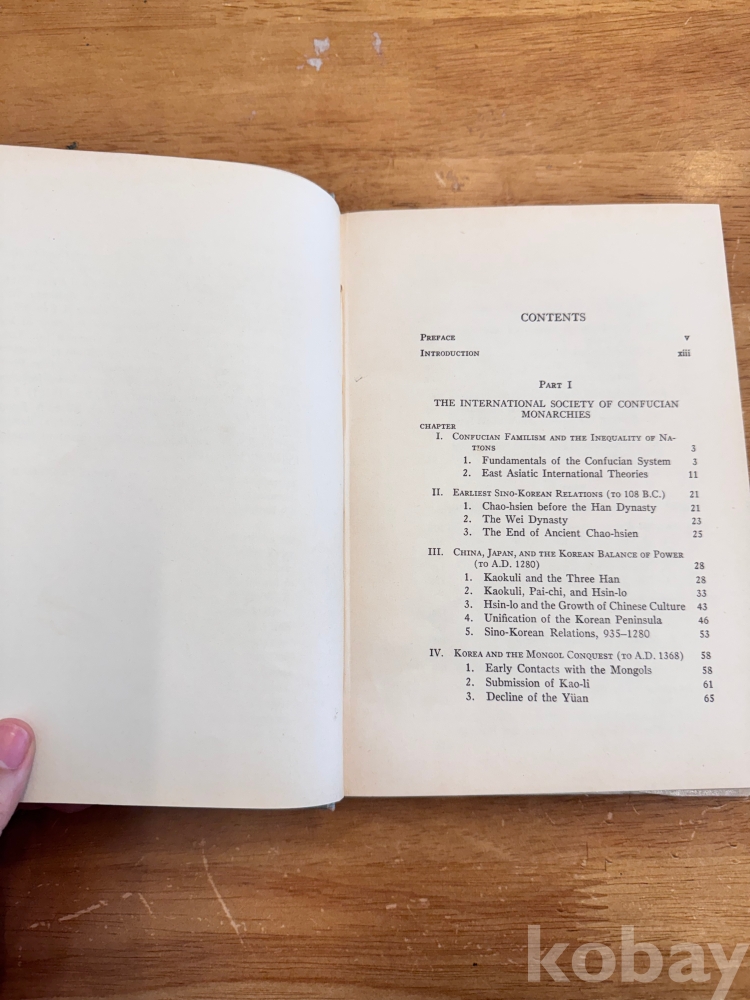 CONTENTS
PREFACE v
INTRODUCTION xiii
PART I
THE INTERNATIONAL SOCIETY OF CONFUCIAN
MONARCHIES
CHAPTER
I. CONFUCIAN FAMILISM AND THE INEQUALITY OF NA-
TIONS 3
1. Fundamentals of the Confucian System 3
2. East Asiatic International Theories 11
II. EARLIEST SINO-KOREAN RELATIONS (TO 108 B.C.) 21
1. Chao-hsien before the Han Dynasty 21
2. The Wei Dynasty 23
3. The End of Ancient Chao-hsien 25
III. CHINA, JAPAN, AND THE KOREAN BALANCE OF POWER
(TO A.D. 1280) 28
1. Kaokuli and the Three Han 28
2. Kaokuli, Pai-chi, and Hsin-lo 33
3. Hsin-lo and the Growth of Chinese Culture 43
4. Unification of the Korean Peninsula 46
5. Sino-Korean Relations, 935–1280 53
IV. KOREA AND THE MONGOL CONQUEST (TO A.D. 1368) 58
1. Early Contacts with the Mongols 58
2. Submission of Kao-li 61
3. Decline of the Yüan 65
kobay